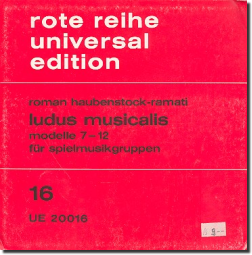 rote reihe
universal
edition
roman haubenstock-ramati
ludus musicalis
modelle 7–12
für spielmusikgruppen
16
UE 20016